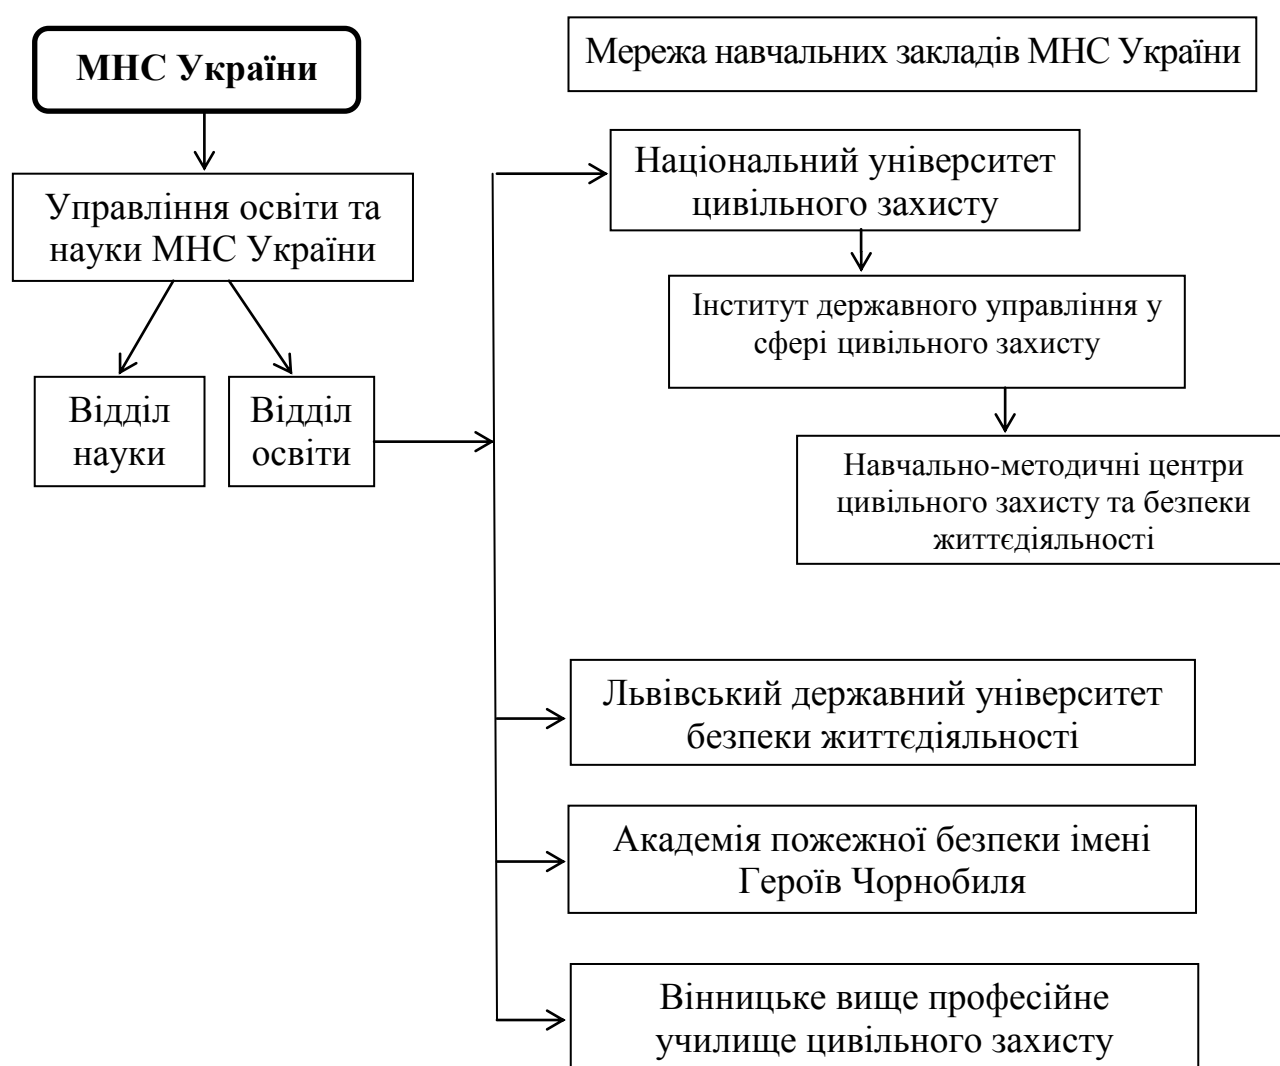 МНС України
Мережа навчальних закладів МНС України
Управління освіти та
науки МНС України
Відділ
науки
Відділ
освіти
Національний університет
цивільного захисту
Інститут державного управління у
сфері цивільного захисту
Навчально-методичні центри
цивільного захисту та безпеки
життєдіяльності
Львівський державний університет
безпеки життєдіяльності
Академія пожежної безпеки імені
Героїв Чорнобиля
Вінницьке вище професійне
училище цивільного захисту